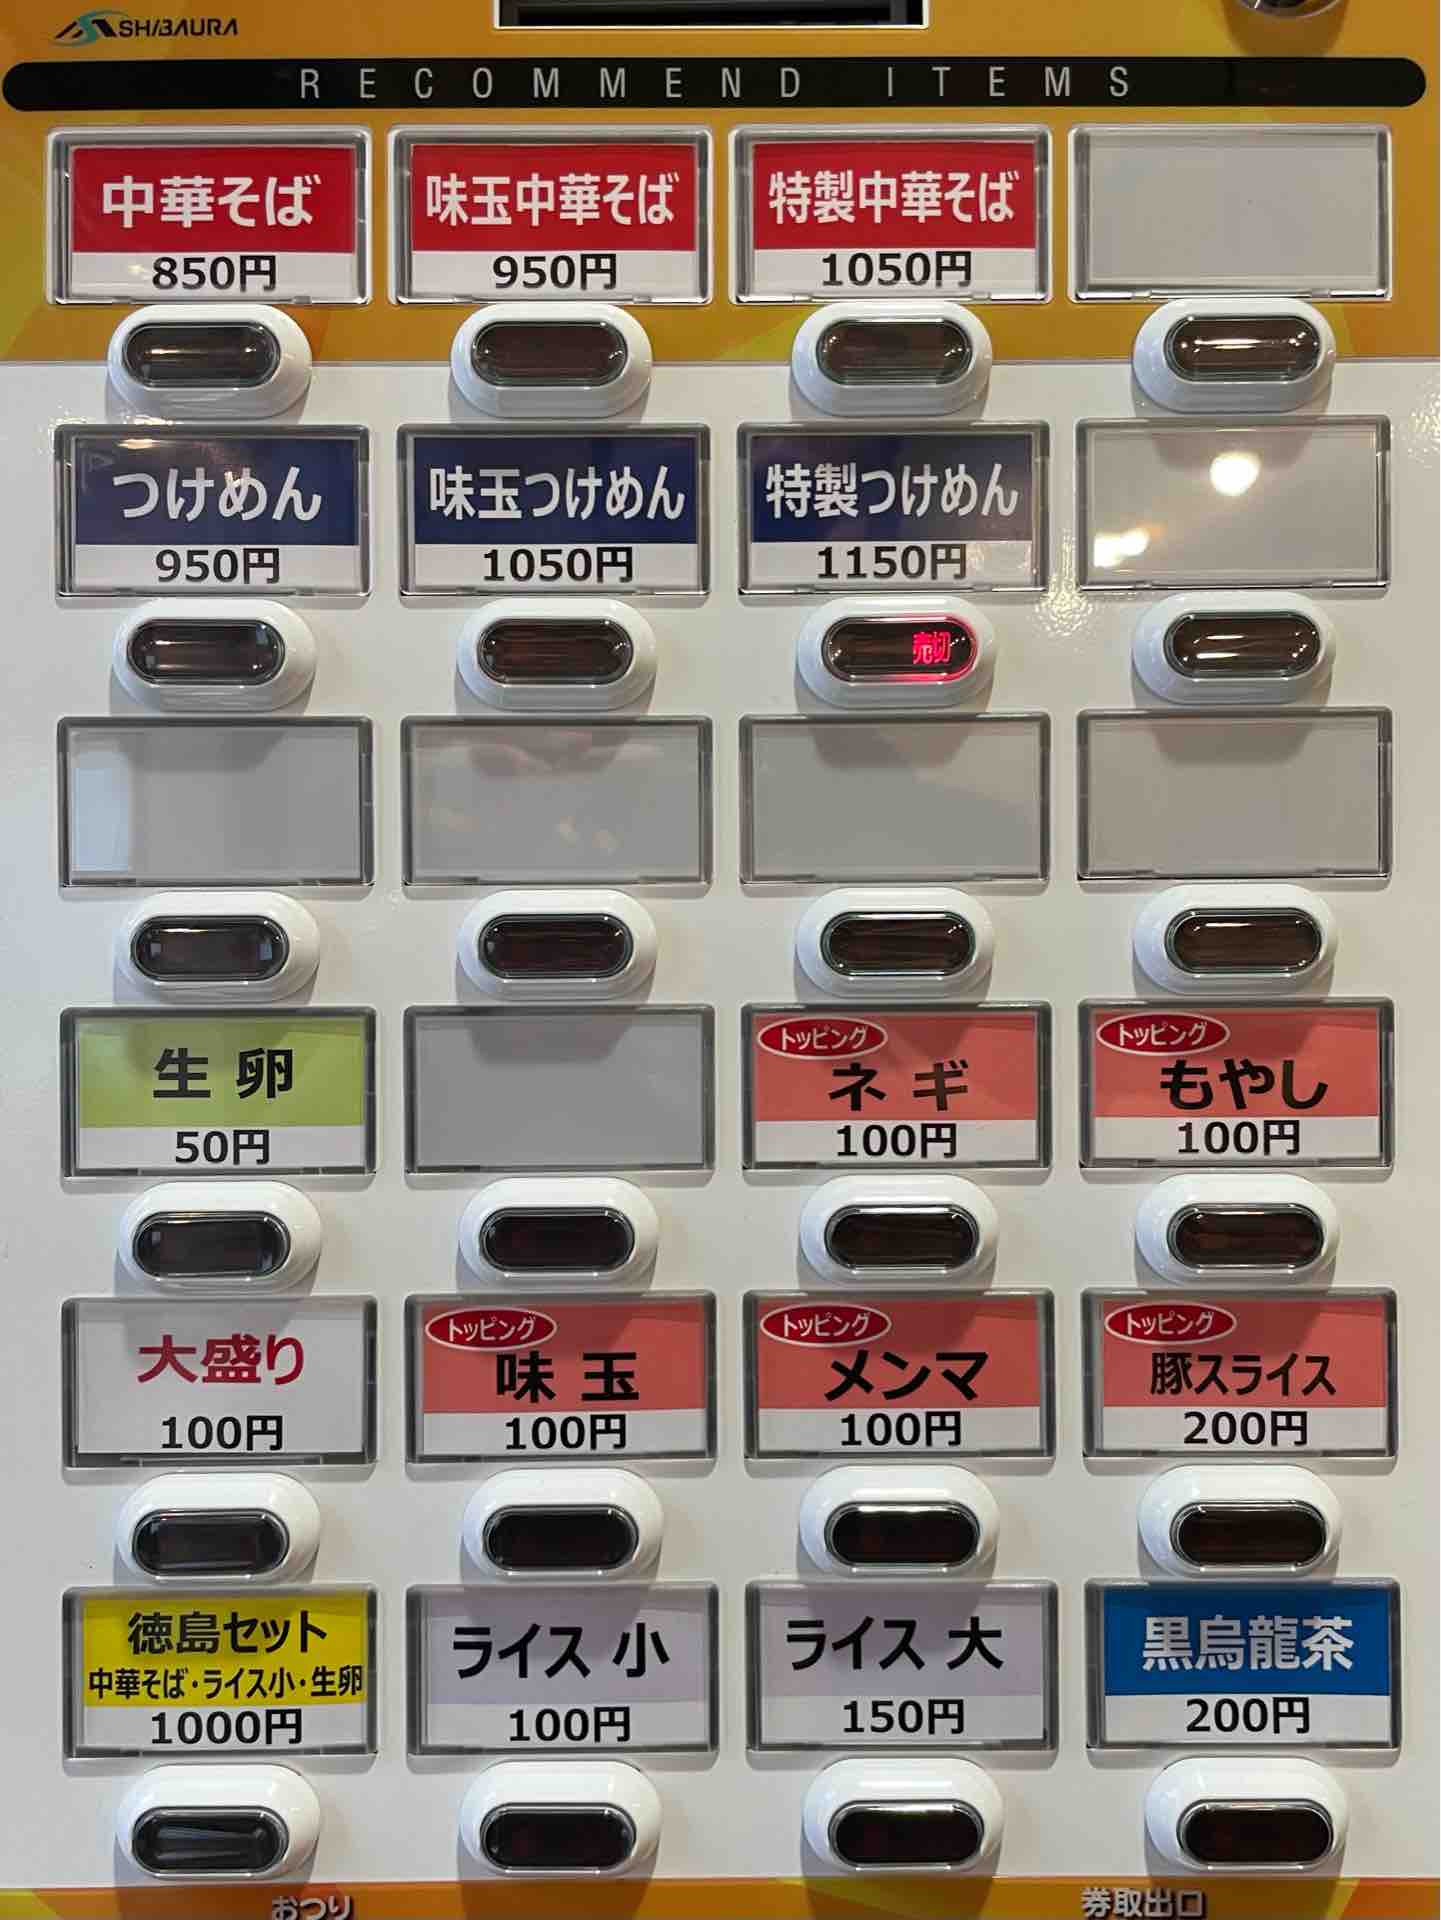 SHIBAURA
RECOMMEND ITEMS
中華そば
850円
味玉中華そば
950円
特製中華そば
1050円
つけめん
950円
味玉つけめん
1050円
特製つけめん
1150円
売切
生卵
50円
トッピング
ネギ
100円
トッピング
もやし
100円
大盛り
100円
トッピング
味玉
100円
トッピング
メンマ
100円
トッピング
豚スライス
200円
徳島セット
中華そば・ライス小・生卵
1000円
ライス 小
100円
ライス 大
150円
黒烏龍茶
200円
おつり
券取出口